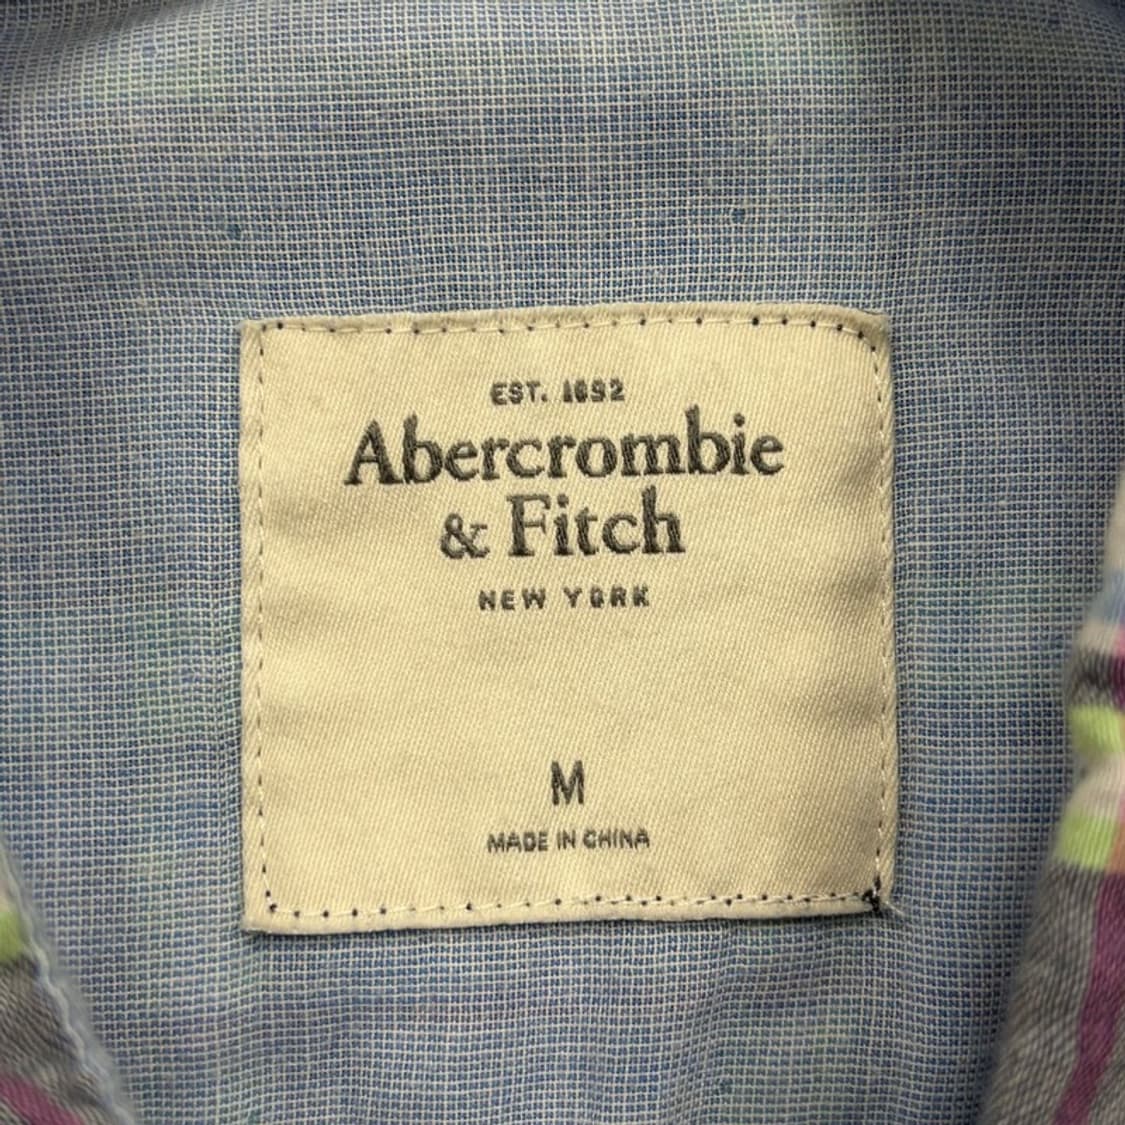 EST. 1892
Abercrombie
& Fitch
NEW YORK
M
MADE IN CHINA